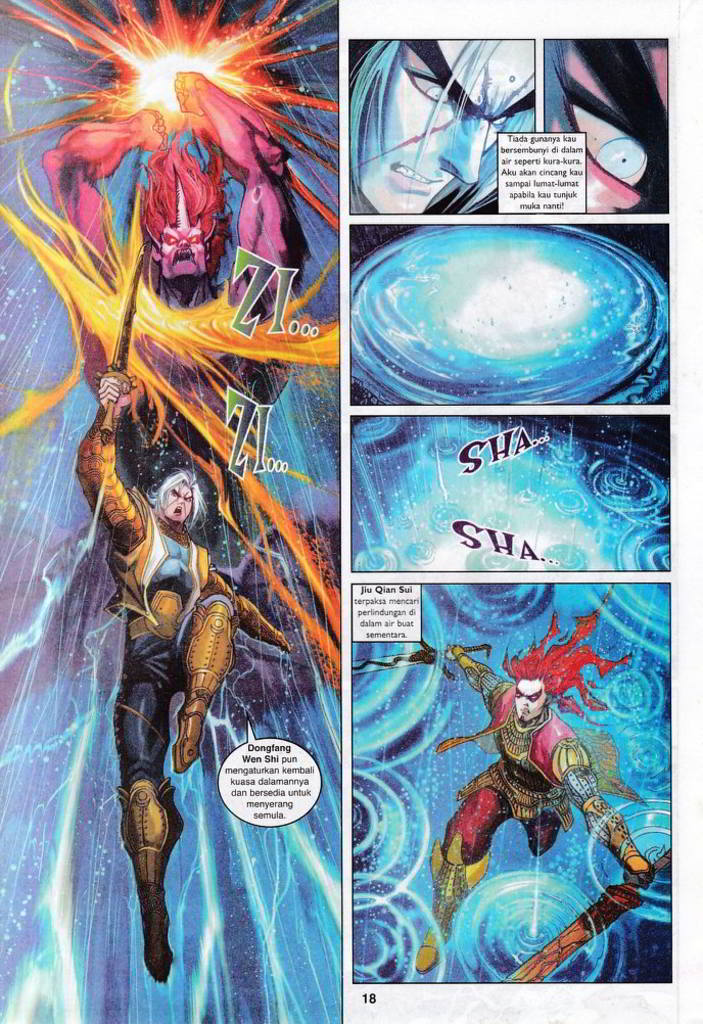 ZI...
ZI...
Dongfang
Wen Shi pun
mengaturkan kembali
kuasa dalamannya
dan bersedia untuk
menyerang
semula.
Tiada gunanya kau
bersembunyi di dalam
air seperti kura-kura.
Aku akan cincang kau
sampai lumat-lumat
apabila kau tunjuk
muka nanti!
SHA...
SHA...
Jiu Qian Sui
terpaksa mencari
perlindungan di
dalam air buat
sementara.
18